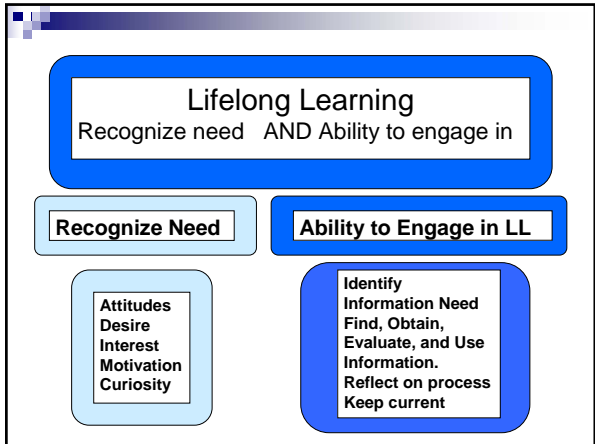 Lifelong Learning
Recognize need AND Ability to engage in
Recognize Need
Ability to Engage in LL
Attitudes
Desire
Interest
Motivation
Curiosity
Identify
Information Need
Find, Obtain,
Evaluate, and Use
Information.
Reflect on process
Keep current